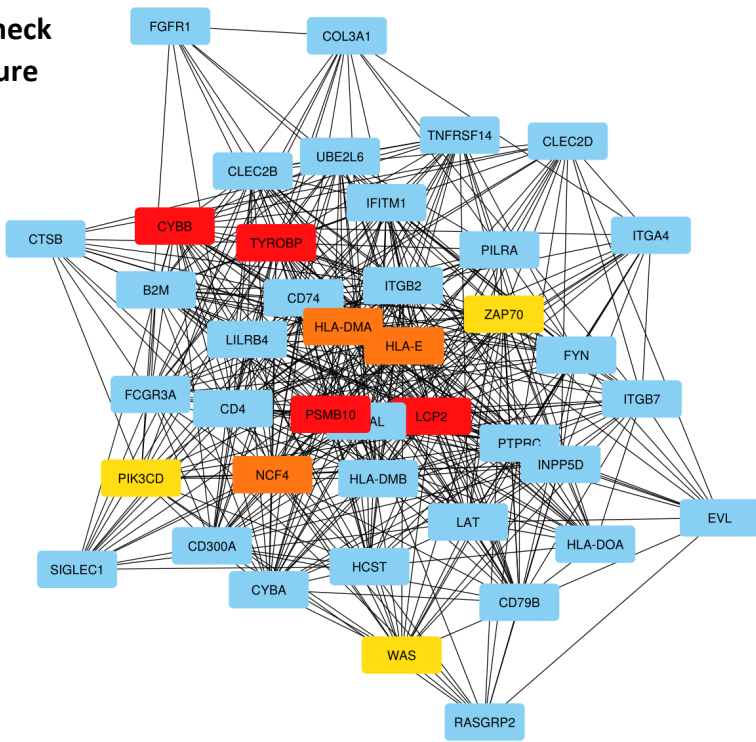 neck
ure
FGFR1
COL3A1
TNFRSF14
CLEC2D
UBE2L6
CLEC2B
IFITM1
CYBB
CTSB
TYROBP
ITGA4
PILRA
B2M
ITGB2
CD74
ZAP70
HLA-DMA
LILRB4
HLA-E
FYN
FCGR3A
CD4
ITGB7
PSMB10
AL
LCP2
PTPRC
INPP5D
PIK3CD
NCF4
HLA-DMB
LAT
EVL
CD300A
HLA-DOA
SIGLEC1
HCST
CYBA
CD79B
WAS
RASGRP2